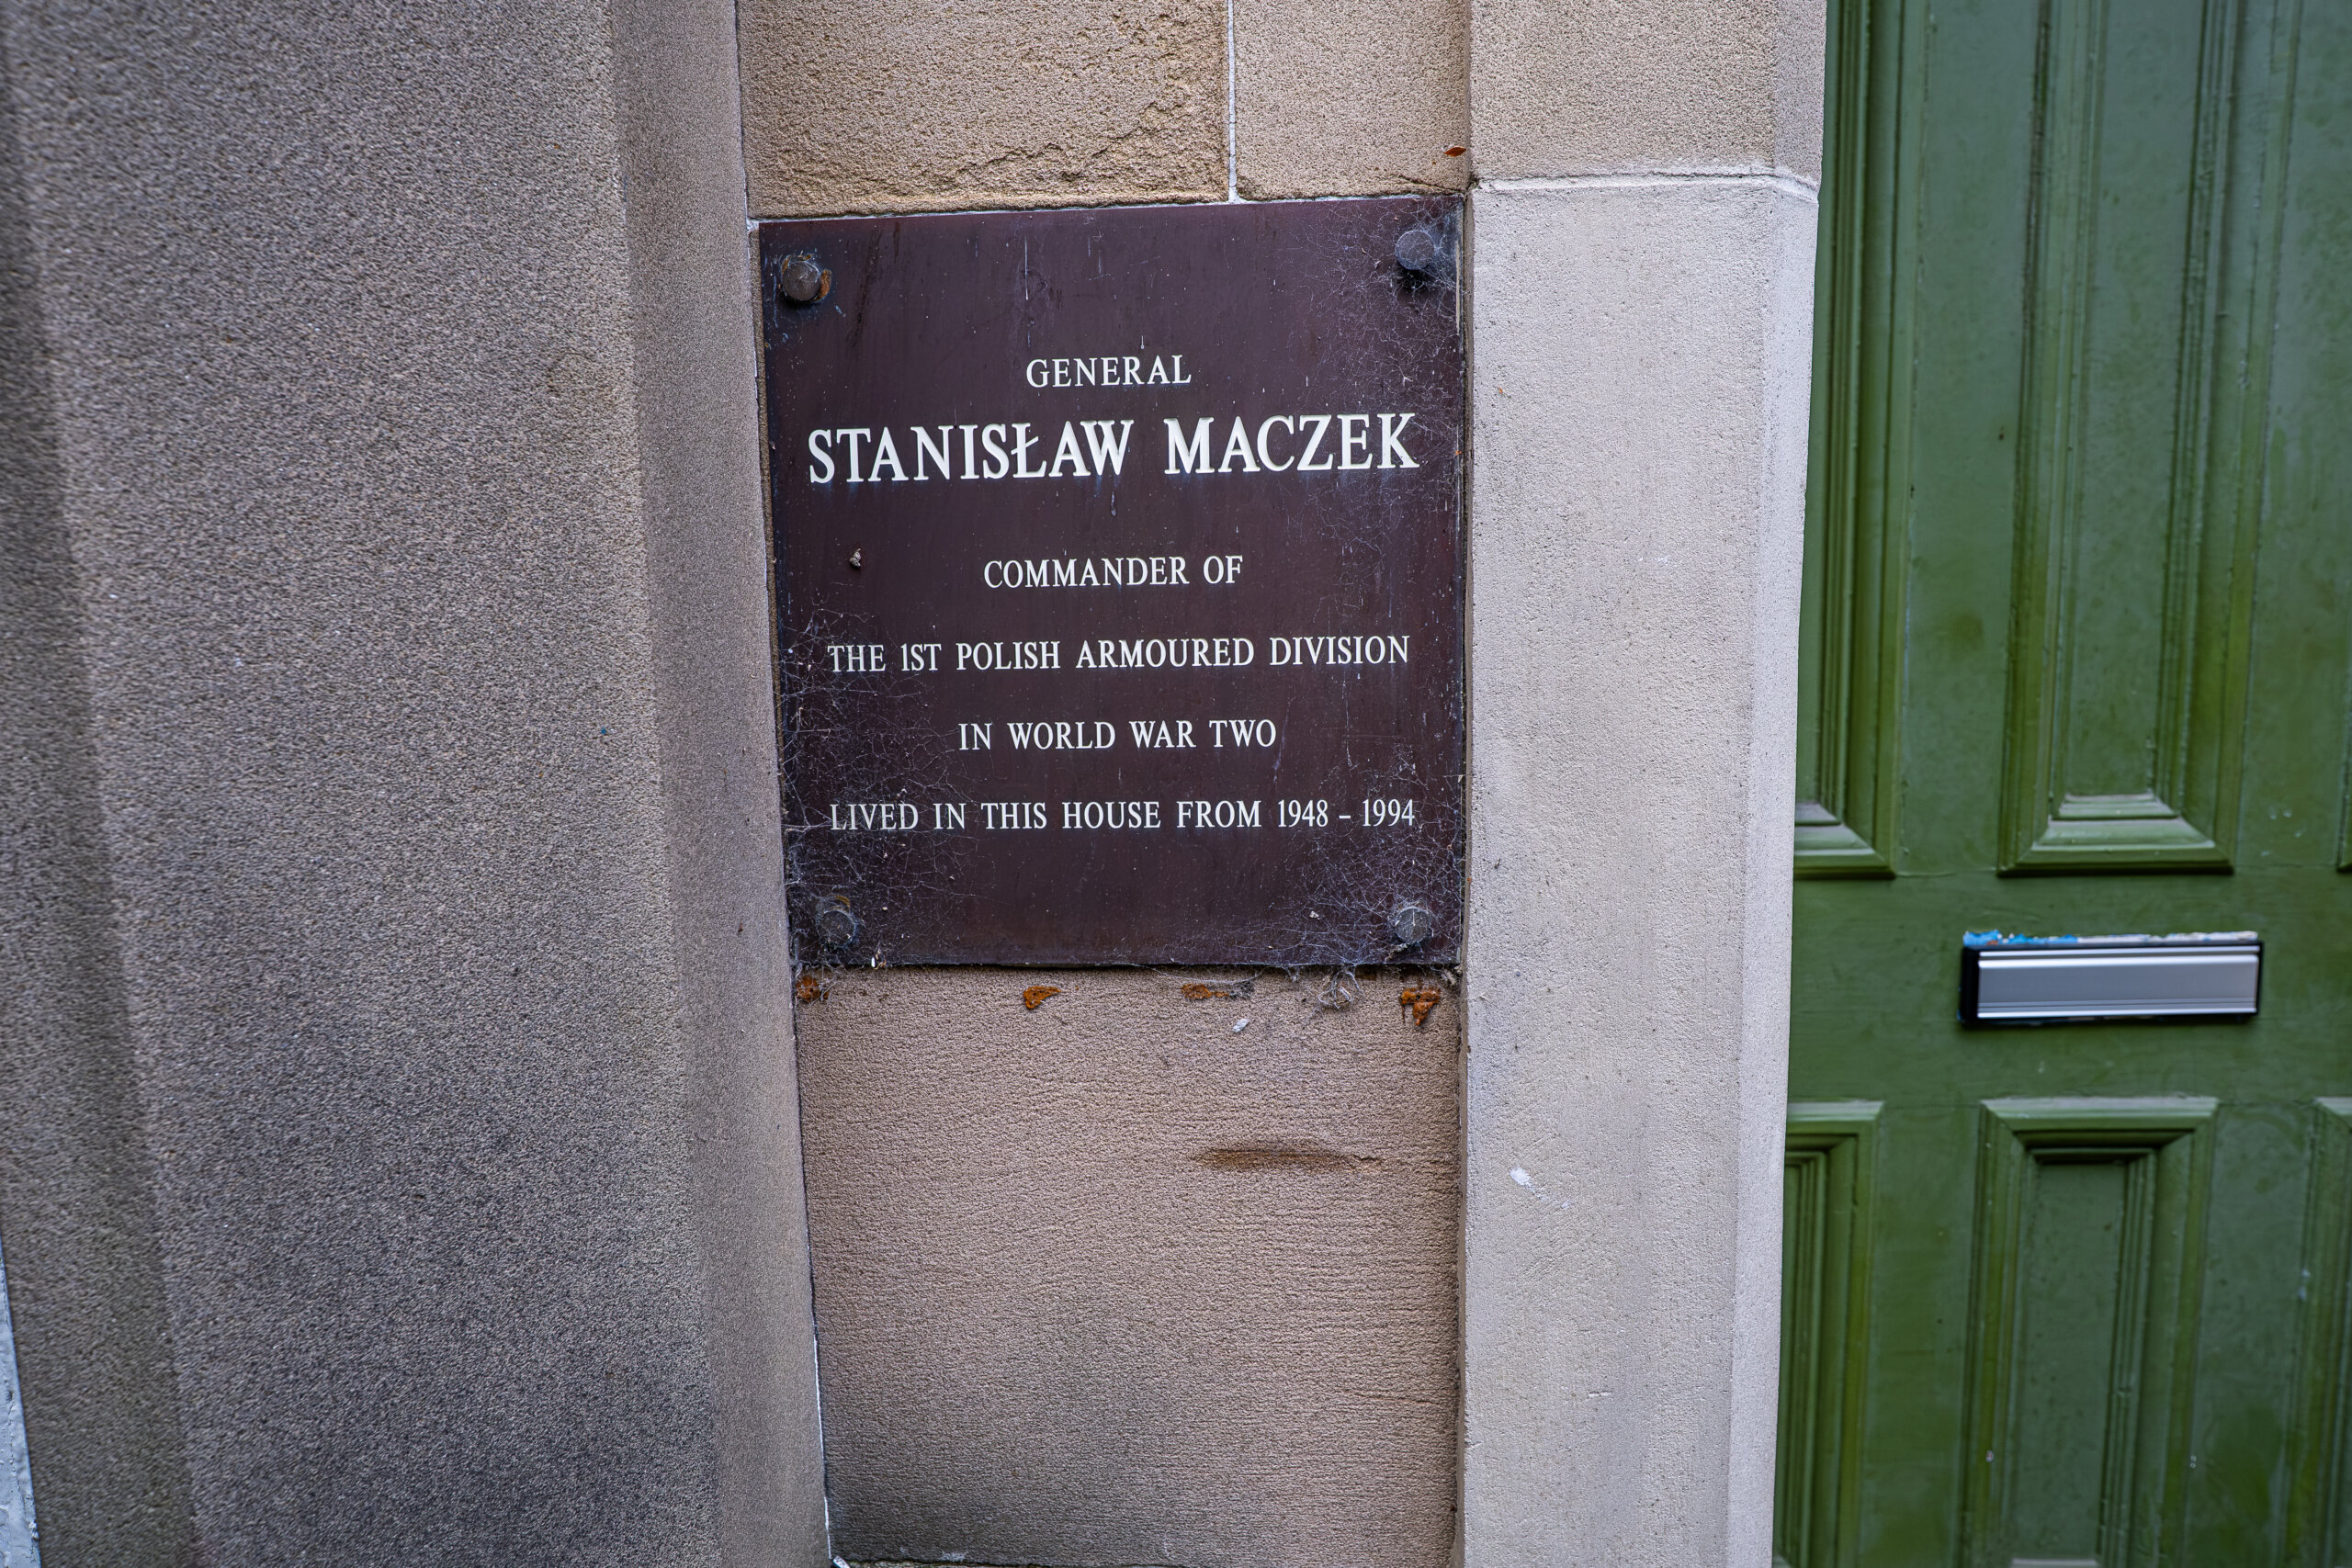 GENERAL
STANISŁAW MACZEK
COMMANDER OF
THE 1ST POLISH ARMOURED DIVISION
IN WORLD WAR TWO
LIVED IN THIS HOUSE FROM 1948 – 1994